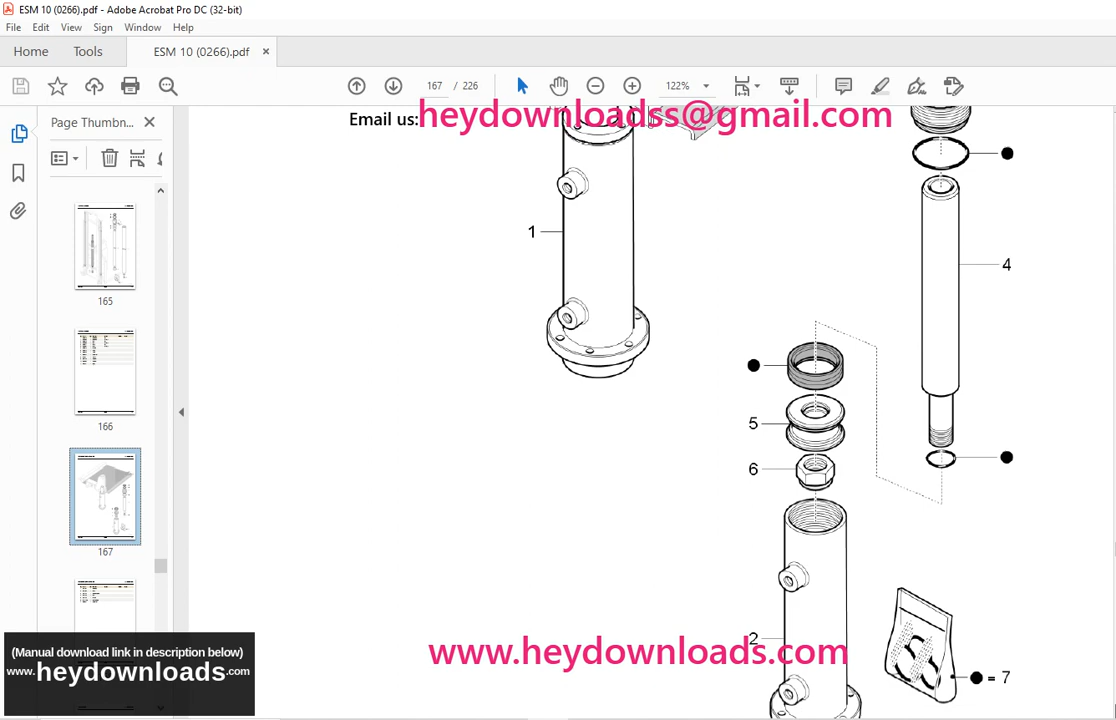 ESM 10 (0266).pdf - Adobe Acrobat Pro DC (32-bit)
File Edit View Sign Window Help
Home Tools ESM 10 (0266).pdf ×
167 / 226 122%
Page Thumbn...
Email us:heydownloadss@gmail.com
1
4
5
6
2
= 7
165
166
167
www.heydownloads.com
(Manual download link in description below)
www.heydownloads.com